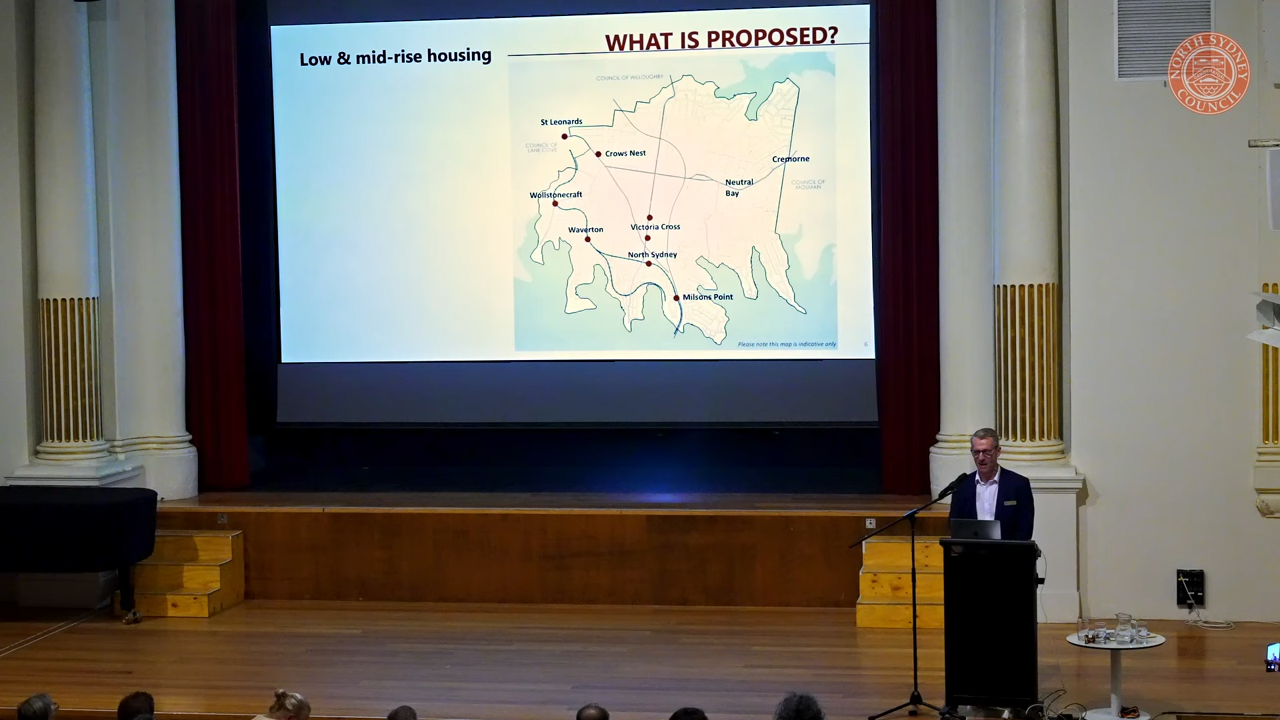 WHAT IS PROPOSED?
Low & mid-rise housing
COUNCIL OF WILLOUGHBY
St Leonards
COUNCIL OF
LANE COVE
Crows Nest
Cremorne
Neutral
Bay
COUNCIL OF
MOSMAN
Wollstonecraft
Waverton
Victoria Cross
North Sydney
Milsons Point
Please note this map is indicative only
NORTH SYDNEY
COUNCIL